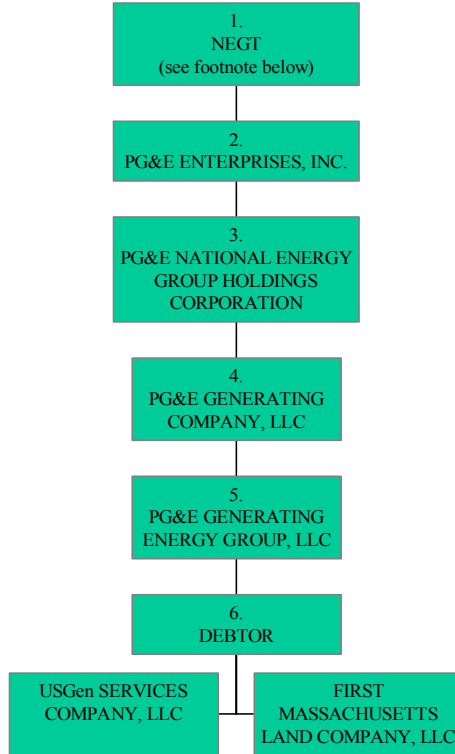 1.
NEGT
(see footnote below)
2.
PG&E ENTERPRISES, INC.
3.
PG&E NATIONAL ENERGY
GROUP HOLDINGS
CORPORATION
4.
PG&E GENERATING
COMPANY, LLC
5.
PG&E GENERATING
ENERGY GROUP, LLC
6.
DEBTOR
USGen SERVICES
COMPANY, LLC
FIRST
MASSACHUSETTS
LAND COMPANY, LLC